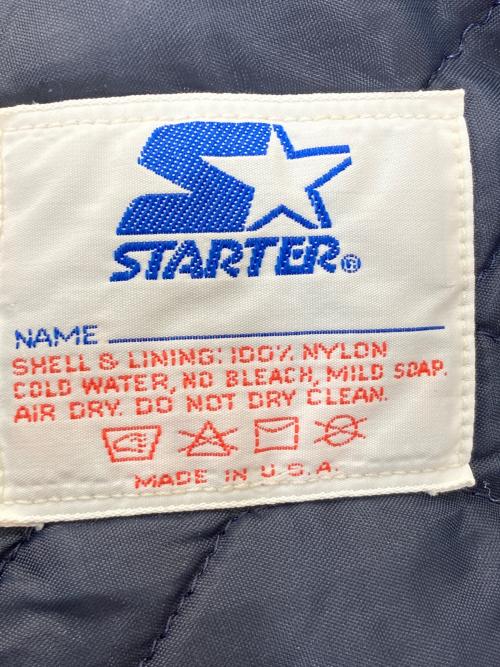 STARTER®
NAME
SHELL & LINING: 100% NYLON
COLD WATER, NO BLEACH, MILD SOAP.
AIR DRY. DO NOT DRY CLEAN.
MADE IN U.S.A.